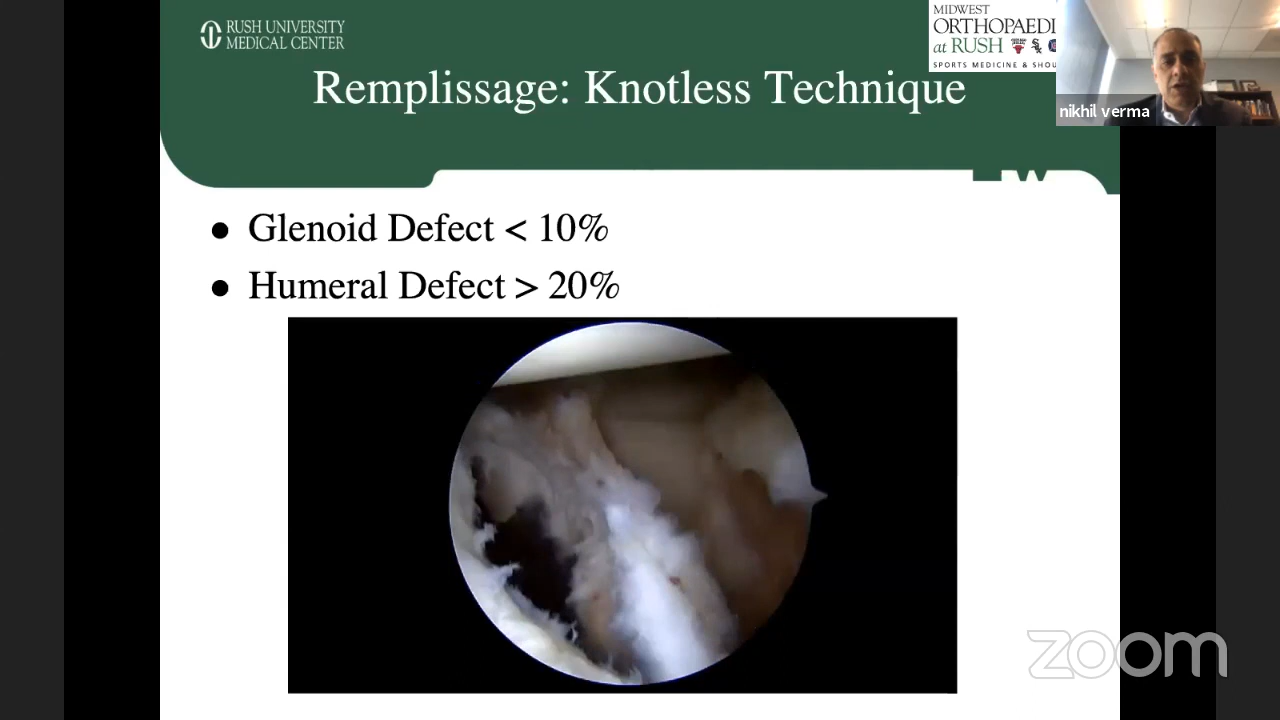 RUSH UNIVERSITY
MEDICAL CENTER
MIDWEST
ORTHOPAEDI
at RUSH
SPORTS MEDICINE & SHOU
nikhil verma
Remplissage: Knotless Technique
● Glenoid Defect < 10%
● Humeral Defect > 20%
zoom